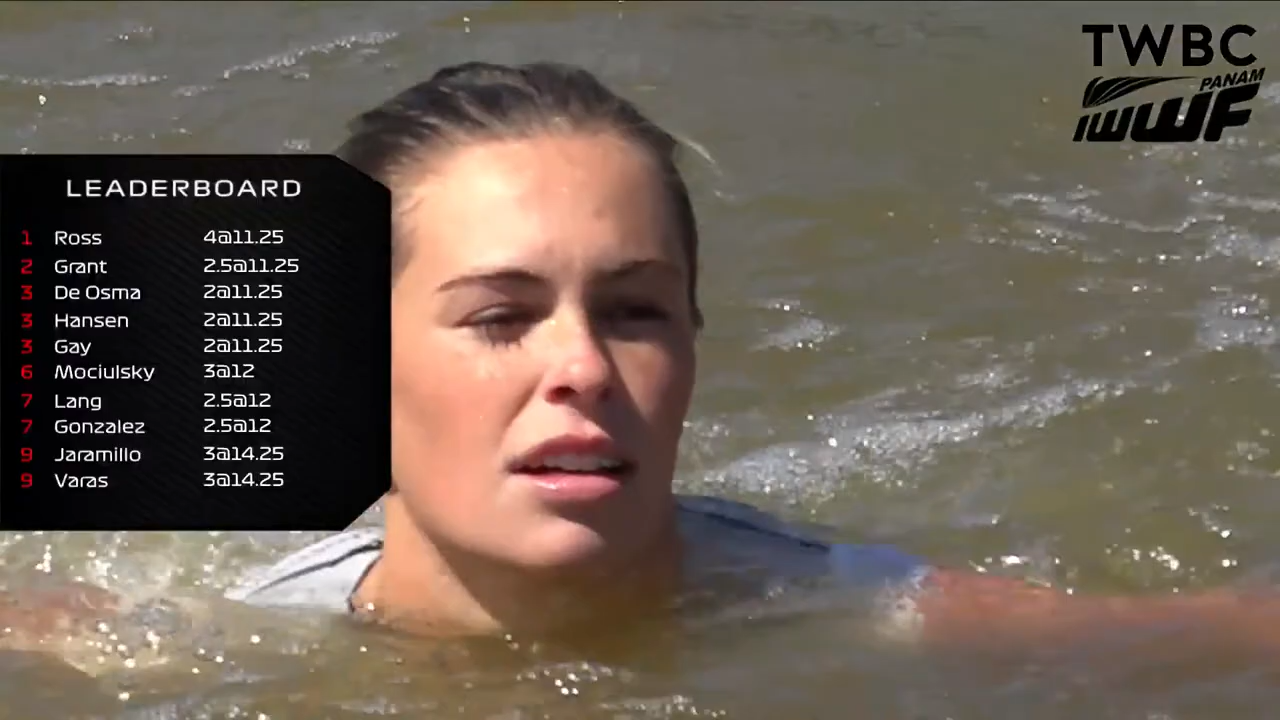 TWBC
PANAM
IWWF
LEADERBOARD
1 Ross 4@11.25
2 Grant 2.5@11.25
3 De Osma 2@11.25
3 Hansen 2@11.25
3 Gay 2@11.25
6 Mociulsky 3@12
7 Lang 2.5@12
7 Gonzalez 2.5@12
9 Jaramillo 3@14.25
9 Varas 3@14.25